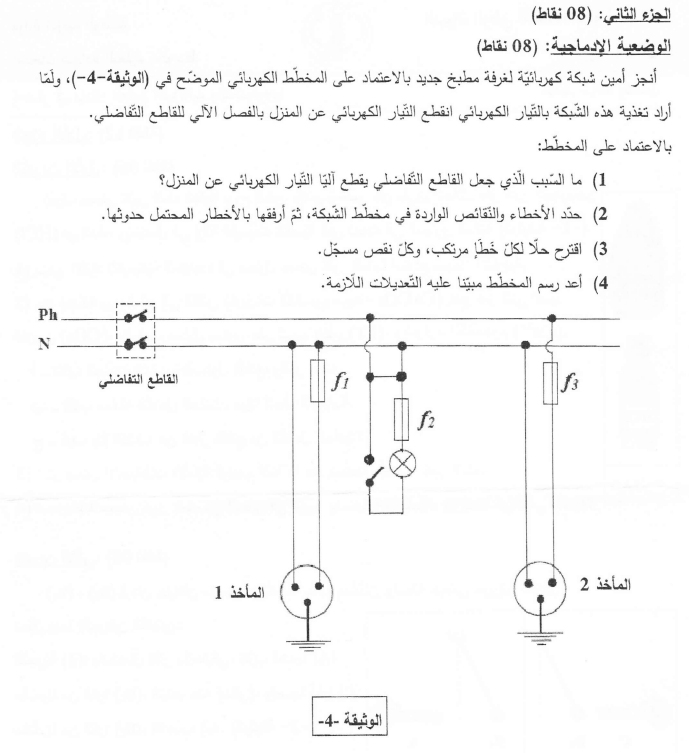 الجزء الثاني: (08 نقاط)
الوضعية الإدماجية: (08 نقاط)
أنجز أمين شبكة كهربائيّة لغرفة مطبخ جديد بالاعتماد على المخطّط الكهربائي الموضّح في (الوثيقة-4-)، ولمّا
أراد تغذية هذه الشّبكة بالتّيار الكهربائي انقطع التّيار الكهربائي عن المنزل بالفصل الآلي للقاطع التّفاضلي.
بالاعتماد على المخطّط:
1) ما السّبب الّذي جعل القاطع التّفاضلي يقطع آليّا التّيار الكهربائي عن المنزل؟
2) حدّد الأخطاء والنّقائص الواردة في مخطّط الشّبكة، ثمّ أرفقها بالأخطار المحتمل حدوثها.
3) اقترح حلّا لكلّ خطَإ مرتكب، وكلّ نقص مسجّل.
4) أعد رسم المخطّط مبيّنا عليه التّعديلات اللّازمة.
Ph
N
القاطع التفاضلي
f1
f2
f3
المأخذ 1
المأخذ 2
الوثيقة -4-